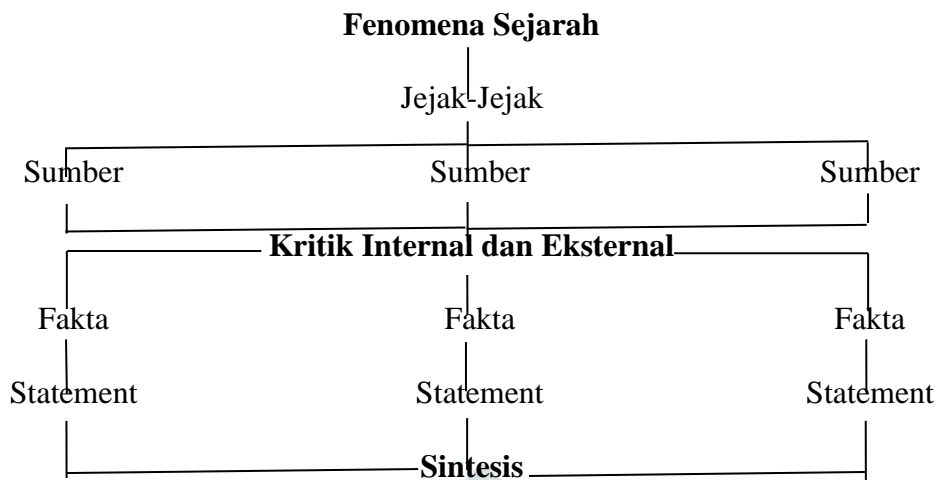 Fenomena Sejarah
Jejak-Jejak
Sumber Sumber Sumber
Kritik Internal dan Eksternal
Fakta Fakta Fakta
Statement Statement Statement
Sintesis